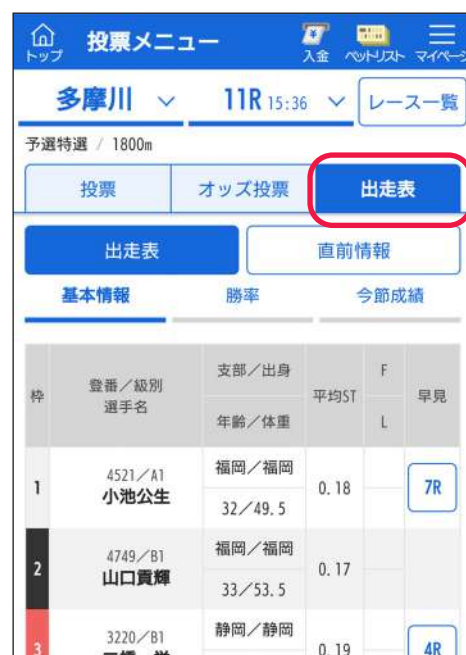 投票メニュー
トップ
入金
ベットリスト
マイページ
多摩川
11R 15:36
レース一覧
予選特選 / 1800m
投票
オッズ投票
出走表
出走表
直前情報
基本情報
勝率
今節成績
枠
登番/級別
選手名
支部/出身
年齢/体重
平均ST
F
L
早見
1
4521/A1
小池公生
福岡/福岡
32/49.5
0.18
7R
2
4749/B1
山口貢輝
福岡/福岡
33/53.5
0.17
3
3220/B1
静岡/静岡
0.19
4R